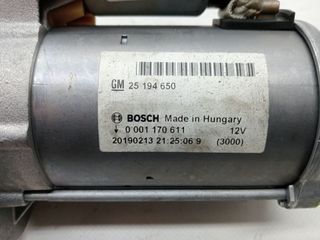 GM 25 194 650
BOSCH Made in Hungary
0 001 170 611 12V
20190213 21:25:06 9 (3000)